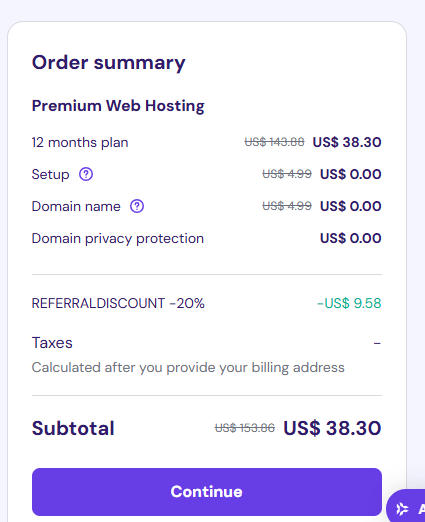 Order summary
Premium Web Hosting
12 months plan US$ 143.88 US$ 38.30
Setup ? US$ 4.99 US$ 0.00
Domain name ? US$ 4.99 US$ 0.00
Domain privacy protection US$ 0.00
REFERRALDISCOUNT -20% -US$ 9.58
Taxes -
Calculated after you provide your billing address
Subtotal US$ 153.86 US$ 38.30
Continue
A